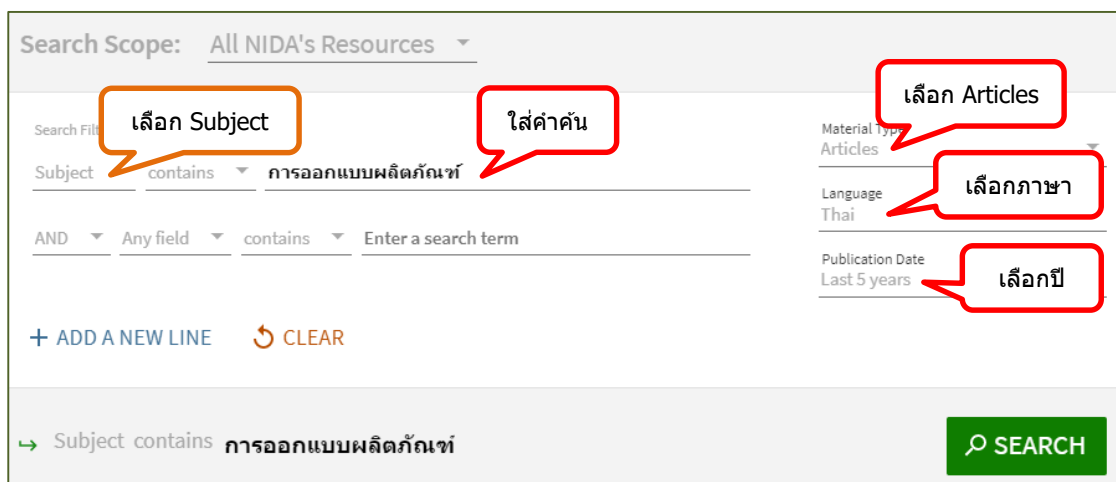 Search Scope: All NIDA's Resources
เลือก Articles
เลือก Subject
ใส่คำค้น
Search Filt
Material Type
Articles
Subject contains การออกแบบผลิตภัณฑ์
เลือกภาษา
Language
Thai
AND Any field contains Enter a search term
Publication Date
Last 5 years
เลือกปี
+ ADD A NEW LINE CLEAR
Subject contains การออกแบบผลิตภัณฑ์
SEARCH